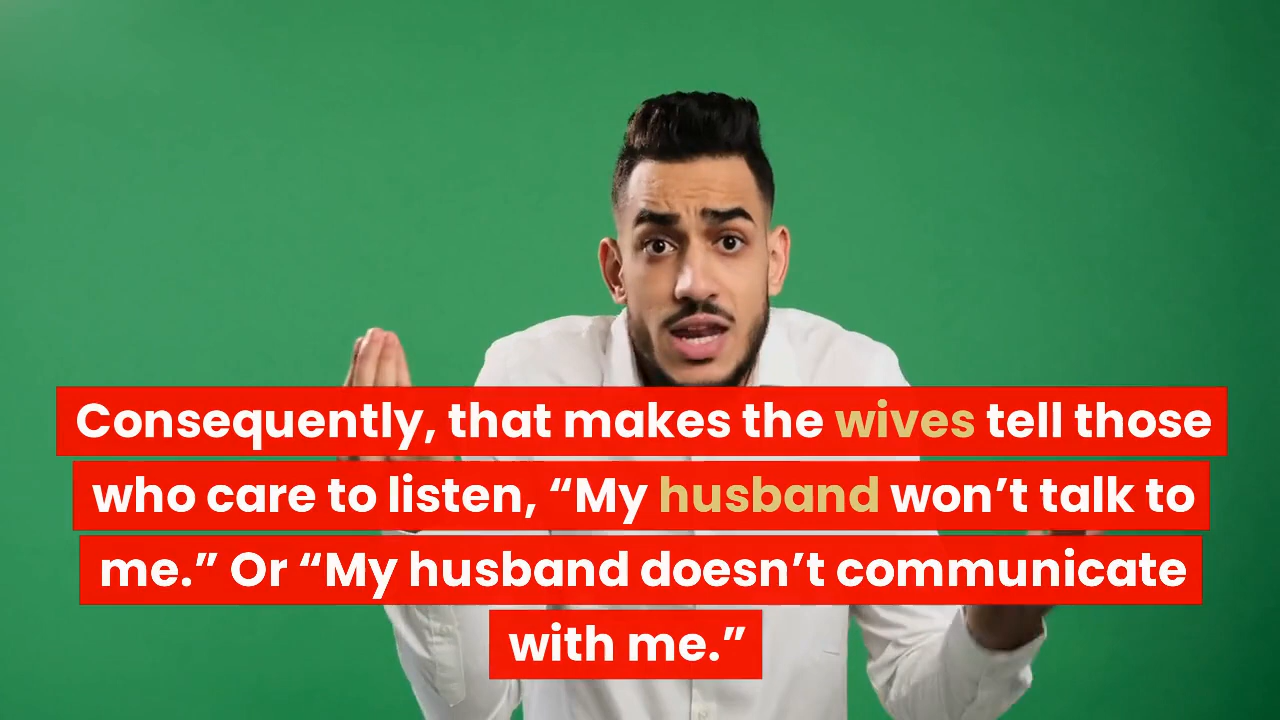 Consequently, that makes the wives tell those
who care to listen, “My husband won’t talk to
me.” Or “My husband doesn’t communicate
with me.”